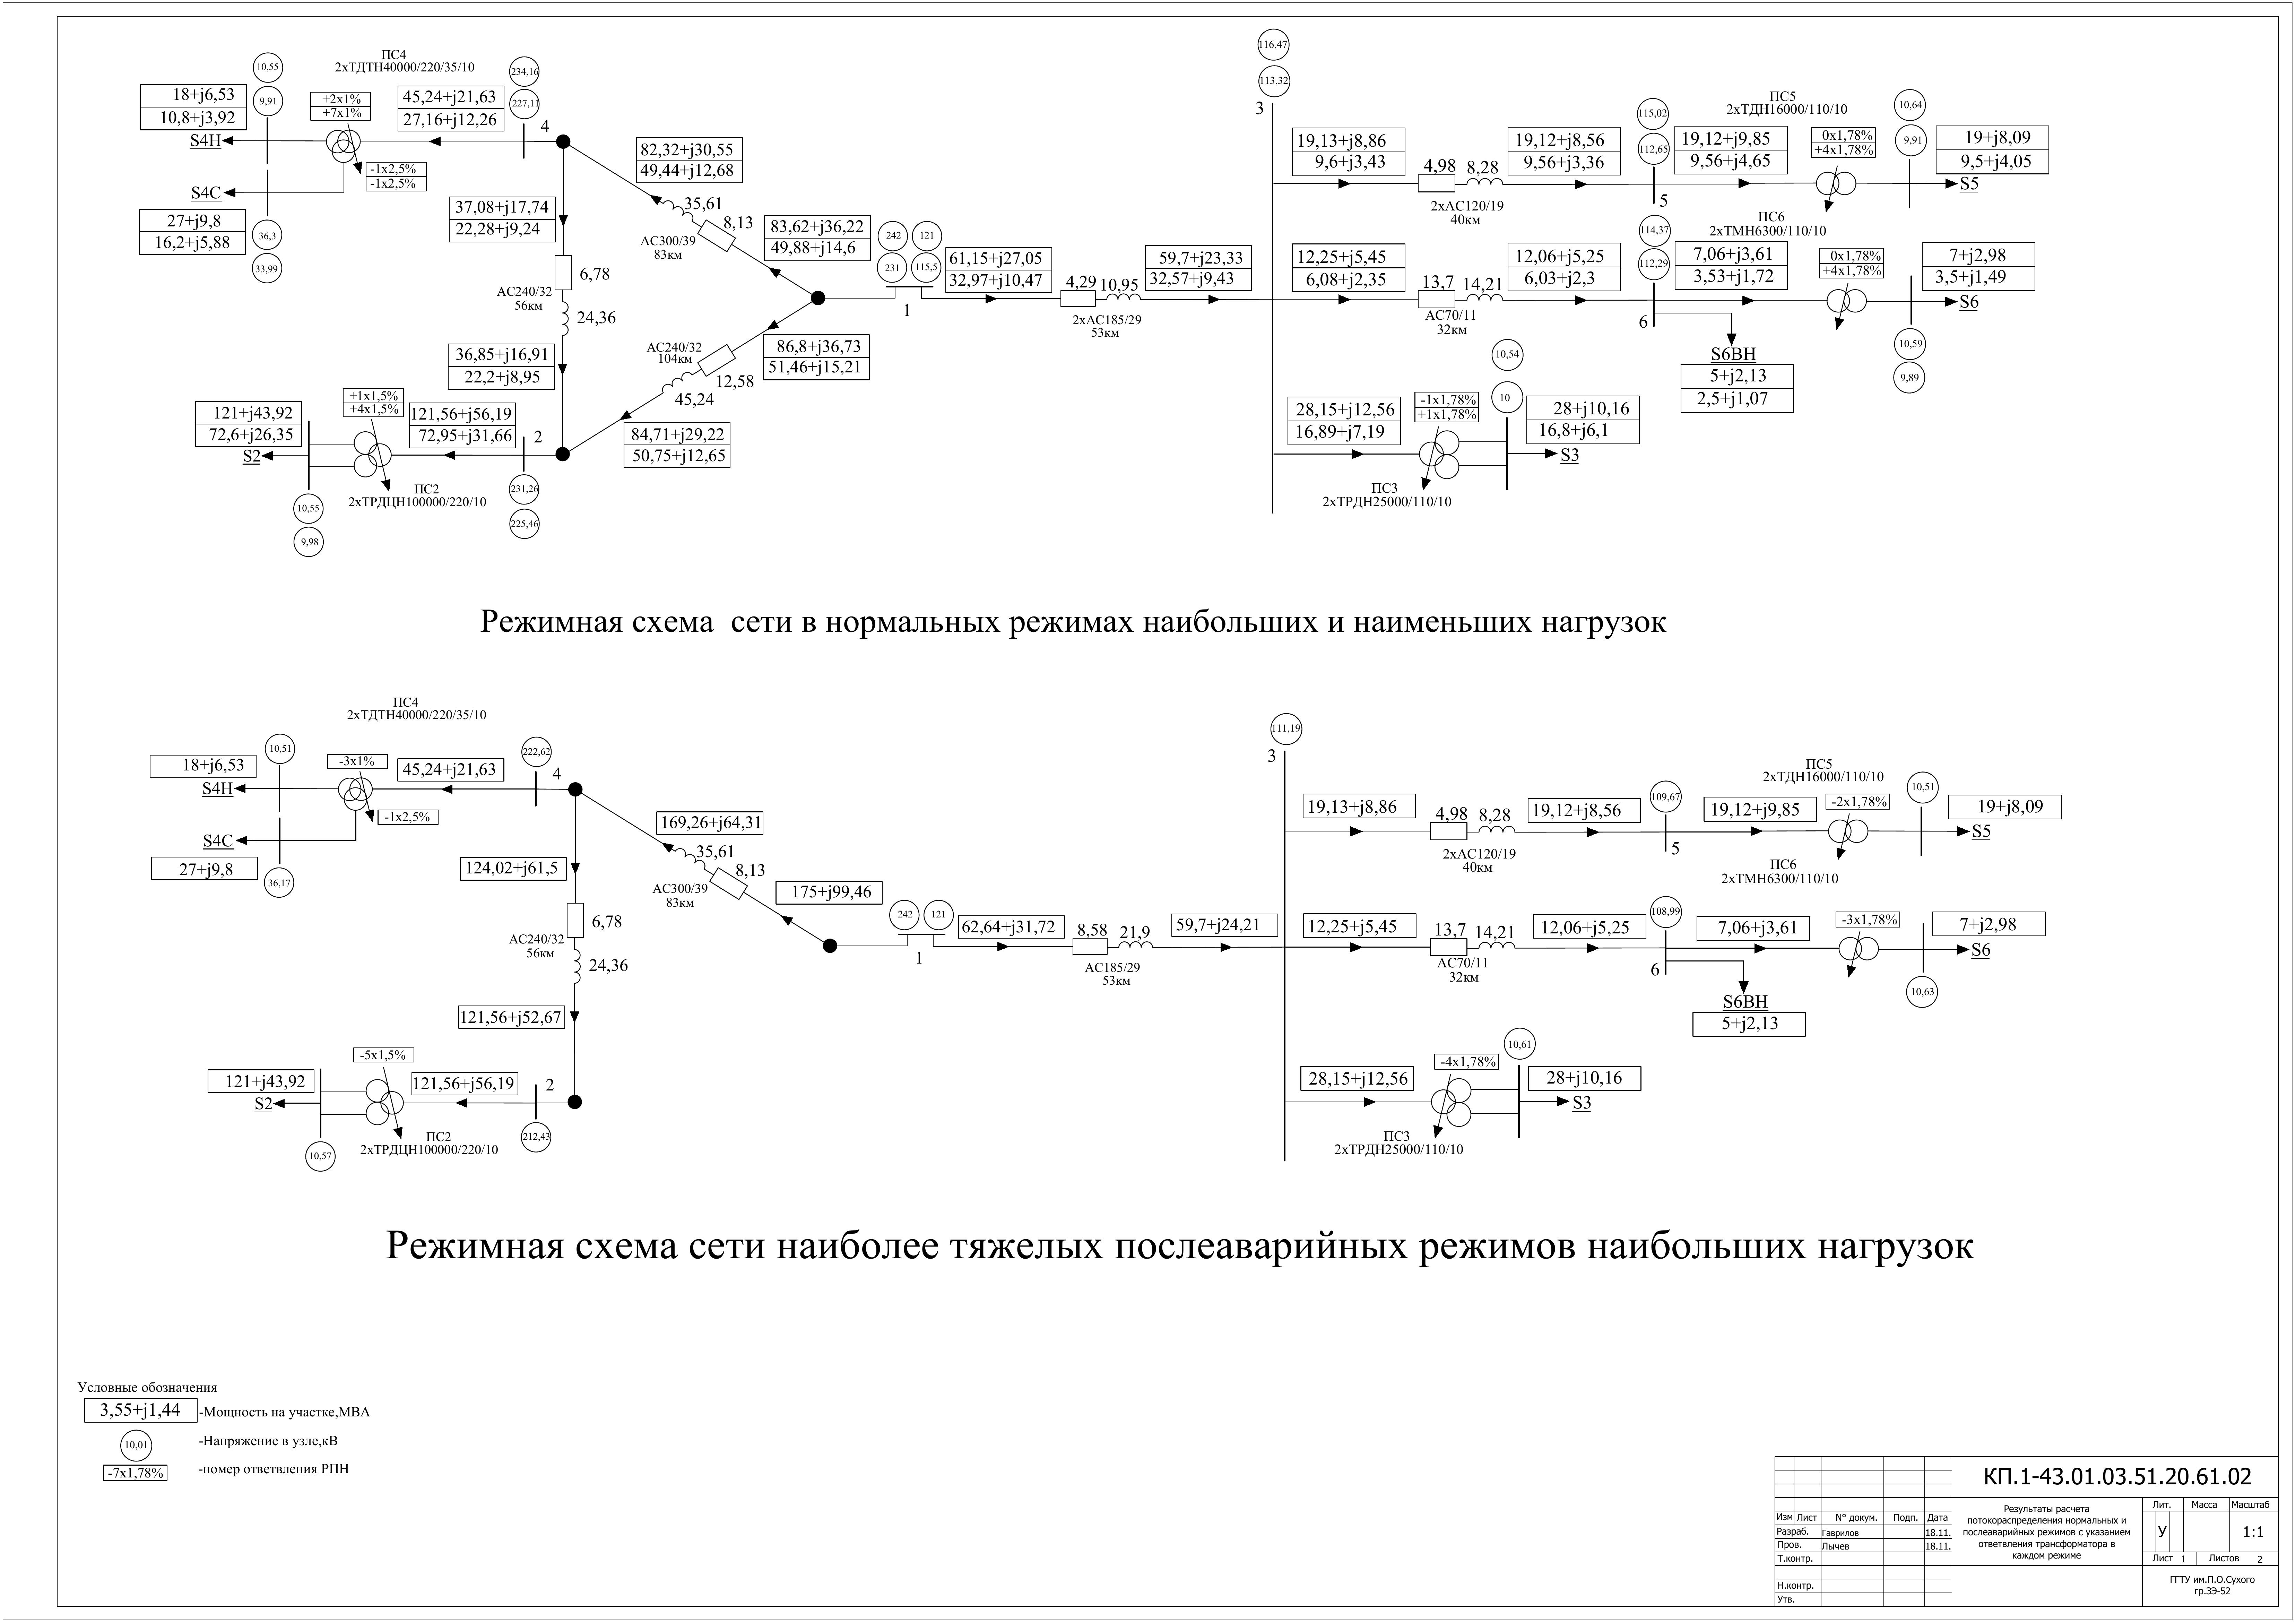 ПС4
2хТДТН40000/220/35/10
10,55
9,91
18+j6,53
10,8+j3,92
S4Н
+2х1%
+7х1%
45,24+j21,63
27,16+j12,26
234,16
227,11
4
-1х2,5%
-1х2,5%
S4С
27+j9,8
16,2+j5,88
36,3
33,99
82,32+j30,55
49,44+j12,68
35,61
8,13
АС300/39
83км
37,08+j17,74
22,28+j9,24
6,78
АС240/32
56км
24,36
36,85+j16,91
22,2+j8,95
83,62+j36,22
49,88+j14,6
242
121
231
115,5
1
61,15+j27,05
32,97+j10,47
4,29
10,95
2хАС185/29
53км
59,7+j23,33
32,57+j9,43
АС240/32
104км
12,58
45,24
86,8+j36,73
51,46+j15,21
84,71+j29,22
50,75+j12,65
121+j43,92
72,6+j26,35
S2
+1х1,5%
+4х1,5%
121,56+j56,19
72,95+j31,66
2
ПС2
2хТРДЦН100000/220/10
10,55
9,98
231,26
225,46
116,47
113,32
3
19,13+j8,86
9,6+j3,43
4,98
8,28
2хАС120/19
40км
19,12+j8,56
9,56+j3,36
115,02
112,65
5
19,12+j9,85
9,56+j4,65
ПС5
2хТДН16000/110/10
0х1,78%
+4х1,78%
10,64
9,91
19+j8,09
9,5+j4,05
S5
12,25+j5,45
6,08+j2,35
13,7
14,21
АС70/11
32км
12,06+j5,25
6,03+j2,3
114,37
112,29
6
7,06+j3,61
3,53+j1,72
ПС6
2хТМН6300/110/10
0х1,78%
+4х1,78%
7+j2,98
3,5+j1,49
S6
10,59
9,89
S6ВН
5+j2,13
2,5+j1,07
28,15+j12,56
16,89+j7,19
-1х1,78%
+1х1,78%
10,54
10
28+j10,16
16,8+j6,1
S3
ПС3
2хТРДН25000/110/10
Режимная схема сети в нормальных режимах наибольших и наименьших нагрузок
ПС4
2хТДТН40000/220/35/10
10,51
18+j6,53
S4Н
-3х1%
45,24+j21,63
222,62
4
-1х2,5%
S4С
27+j9,8
36,17
169,26+j64,31
35,61
8,13
АС300/39
83км
124,02+j61,5
6,78
АС240/32
56км
24,36
121,56+j52,67
175+j99,46
242
121
1
62,64+j31,72
8,58
21,9
АС185/29
53км
59,7+j24,21
121+j43,92
S2
-5х1,5%
121,56+j56,19
2
ПС2
2хТРДЦН100000/220/10
10,57
212,43
111,19
3
19,13+j8,86
4,98
8,28
2хАС120/19
40км
19,12+j8,56
109,67
5
19,12+j9,85
ПС5
2хТДН16000/110/10
-2х1,78%
10,51
19+j8,09
S5
12,25+j5,45
13,7
14,21
АС70/11
32км
12,06+j5,25
108,99
6
7,06+j3,61
ПС6
2хТМН6300/110/10
-3х1,78%
7+j2,98
S6
10,63
S6ВН
5+j2,13
28,15+j12,56
-4х1,78%
10,61
28+j10,16
S3
ПС3
2хТРДН25000/110/10
Режимная схема сети наиболее тяжелых послеаварийных режимов наибольших нагрузок
Условные обозначения
3,55+j1,44 -Мощность на участке,МВА
10,01 -Напряжение в узле,кВ
-7х1,78% -номер ответвления РПН
КП.1-43.01.03.51.20.61.02
Изм Лист № докум. Подп. Дата
Разраб. Гаврилов 18.11.
Пров. Лычев 18.11.
Т.контр.
Н.контр.
Утв.
Результаты расчета
потокораспределения нормальных и
послеаварийных режимов с указанием
ответвления трансформатора в
каждом режиме
Лит. Масса Масштаб
У 1:1
Лист 1 Листов 2
ГГТУ им.П.О.Сухого
гр.ЗЭ-52